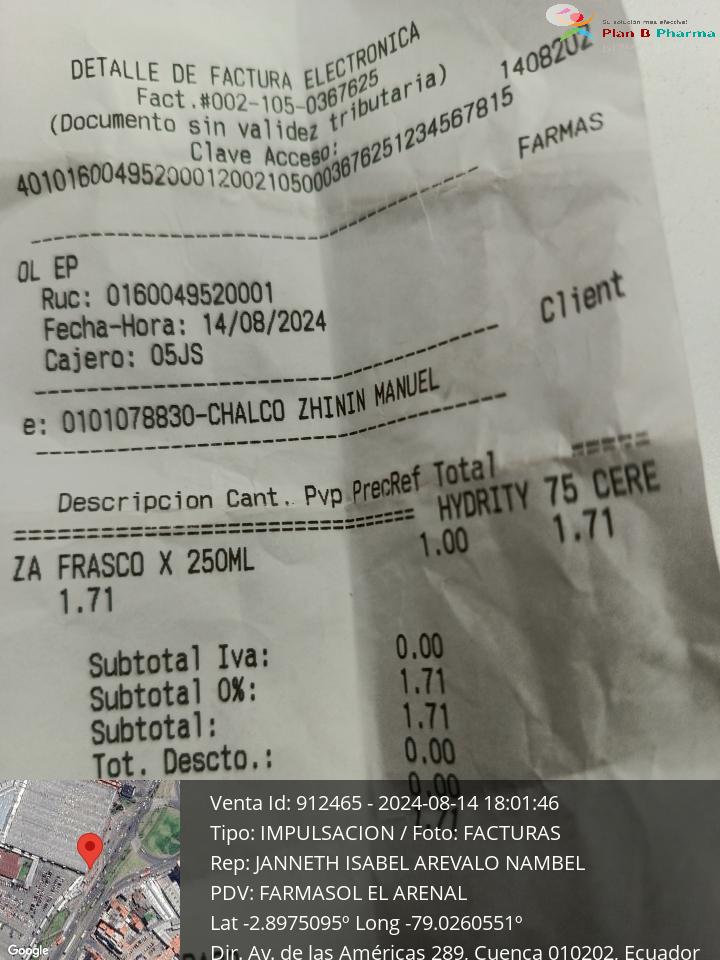 Su solución más efectiva!
Plan B Pharma
DETALLE DE FACTURA ELECTRONICA
Fact.#002-105-0367625
(Documento sin validez tributaria)
Clave Acceso: 1408202
401016004952000120021050003676251234567815
FARMAS
OL EP
Ruc: 0160049520001
Fecha-Hora: 14/08/2024
Cajero: 05JS
Client
e: 0101078830-CHALCO ZHININ MANUEL
Descripcion Cant. Pvp PrecRef Total
HYDRITY 75 CERE
ZA FRASCO X 250ML 1.00 1.71
1.71
Subtotal Iva: 0.00
Subtotal 0%: 1.71
Subtotal: 1.71
Tot. Descto.: 0.00
0.00
Venta Id: 912465 - 2024-08-14 18:01:46
Tipo: IMPULSACION / Foto: FACTURAS
Rep: JANNETH ISABEL AREVALO NAMBEL
PDV: FARMASOL EL ARENAL
Lat -2.8975095º Long -79.0260551º
Dir. Av. de las Américas 289, Cuenca 010202, Ecuador
Google